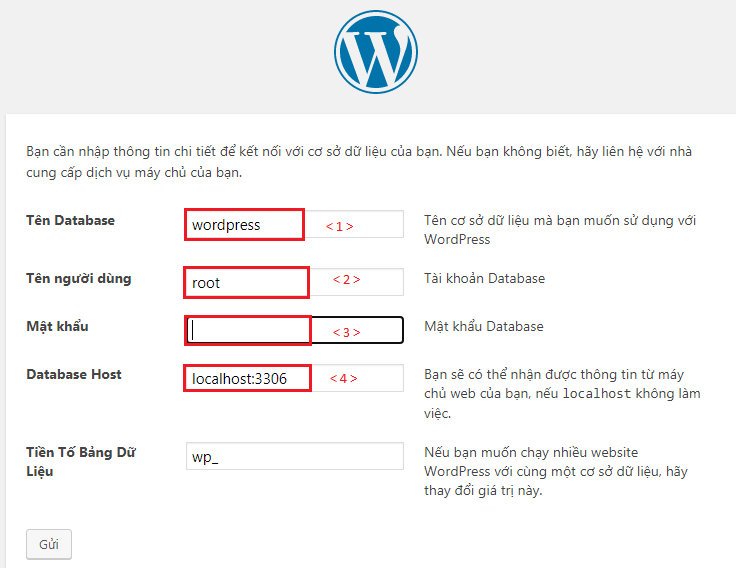 Bạn cần nhập thông tin chi tiết để kết nối với cơ sở dữ liệu của bạn. Nếu bạn không biết, hãy liên hệ với nhà
cung cấp dịch vụ máy chủ của bạn.
Tên Database
wordpress
<1>
Tên cơ sở dữ liệu mà bạn muốn sử dụng với
WordPress
Tên người dùng
root
<2>
Tài khoản Database
Mật khẩu
<3>
Mật khẩu Database
Database Host
localhost:3306
<4>
Bạn sẽ có thể nhận được thông tin từ máy
chủ web của bạn, nếu localhost không làm
việc.
Tiền Tố Bảng Dữ
Liệu
wp_
Nếu bạn muốn chạy nhiều website
WordPress với cùng một cơ sở dữ liệu, hãy
thay đổi giá trị này.
Gửi